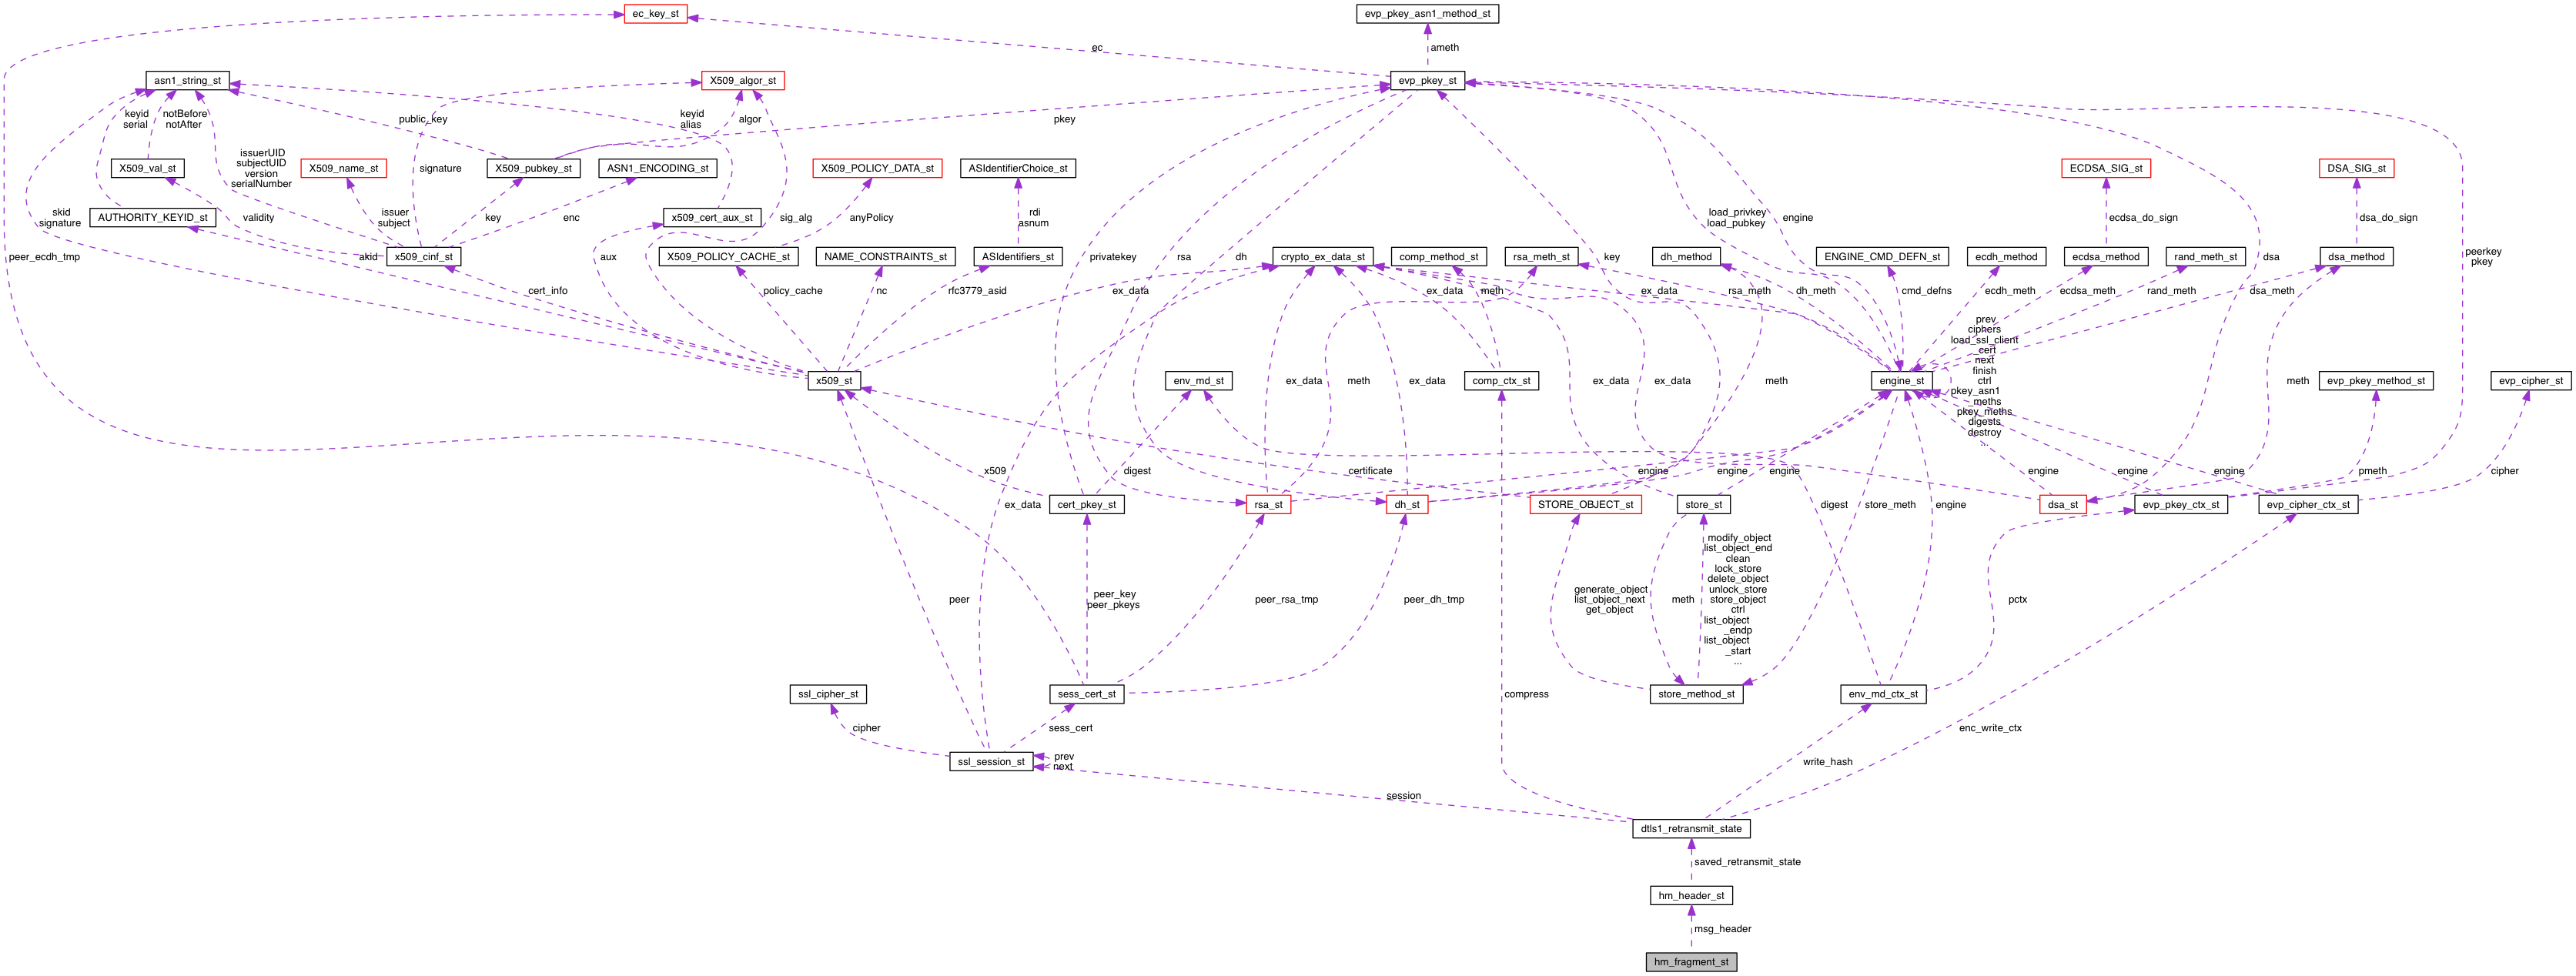 ec_key_st
evp_pkey_asn1_method_st
ec
ameth
asn1_string_st
X509_algor_st
evp_pkey_st
keyid
serial
notBefore
notAfter
public_key
keyid
alias
algor
pkey
issuerUID
subjectUID
version
serialNumber
X509_val_st
X509_name_st
signature
X509_pubkey_st
ASN1_ENCODING_st
X509_POLICY_DATA_st
ASIdentifierChoice_st
ECDSA_SIG_st
DSA_SIG_st
skid
signature
AUTHORITY_KEYID_st
validity
issuer
subject
key
enc
x509_cert_aux_st
sig_alg
anyPolicy
rdi
asnum
load_privkey
load_pubkey
engine
ecdsa_do_sign
dsa_do_sign
peer_ecdh_tmp
akid
x509_cinf_st
aux
X509_POLICY_CACHE_st
NAME_CONSTRAINTS_st
ASIdentifiers_st
privatekey
rsa
dh
crypto_ex_data_st
comp_method_st
rsa_meth_st
key
dh_method
ENGINE_CMD_DEFN_st
ecdh_method
ecdsa_method
rand_meth_st
dsa
dsa_method
peerkey
pkey
cert_info
policy_cache
nc
rfc3779_asid
ex_data
ex_data
meth
ex_data
rsa_meth
dh_meth
cmd_defns
ecdh_meth
ecdsa_meth
rand_meth
dsa_meth
prev
ciphers
load_ssl_client
_cert
next
finish
ctrl
pkey_asn1
_meths
pkey_meths
digests
destroy
...
x509_st
env_md_st
ex_data
meth
ex_data
comp_ctx_st
ex_data
ex_data
meth
engine_st
meth
evp_pkey_method_st
evp_cipher_st
x509
digest
certificate
engine
engine
engine
engine
engine
pmeth
engine
cipher
ex_data
cert_pkey_st
rsa_st
dh_st
STORE_OBJECT_st
store_st
digest
store_meth
engine
dsa_st
evp_pkey_ctx_st
evp_cipher_ctx_st
modify_object
list_object_end
clean
lock_store
delete_object
unlock_store
store_object
ctrl
list_object
_endp
list_object
_start
...
peer
peer_key
peer_pkeys
peer_rsa_tmp
peer_dh_tmp
generate_object
list_object_next
get_object
meth
pctx
ssl_cipher_st
sess_cert_st
compress
store_method_st
env_md_ctx_st
cipher
sess_cert
enc_write_ctx
ssl_session_st
prev
next
write_hash
session
dtls1_retransmit_state
saved_retransmit_state
hm_header_st
msg_header
hm_fragment_st